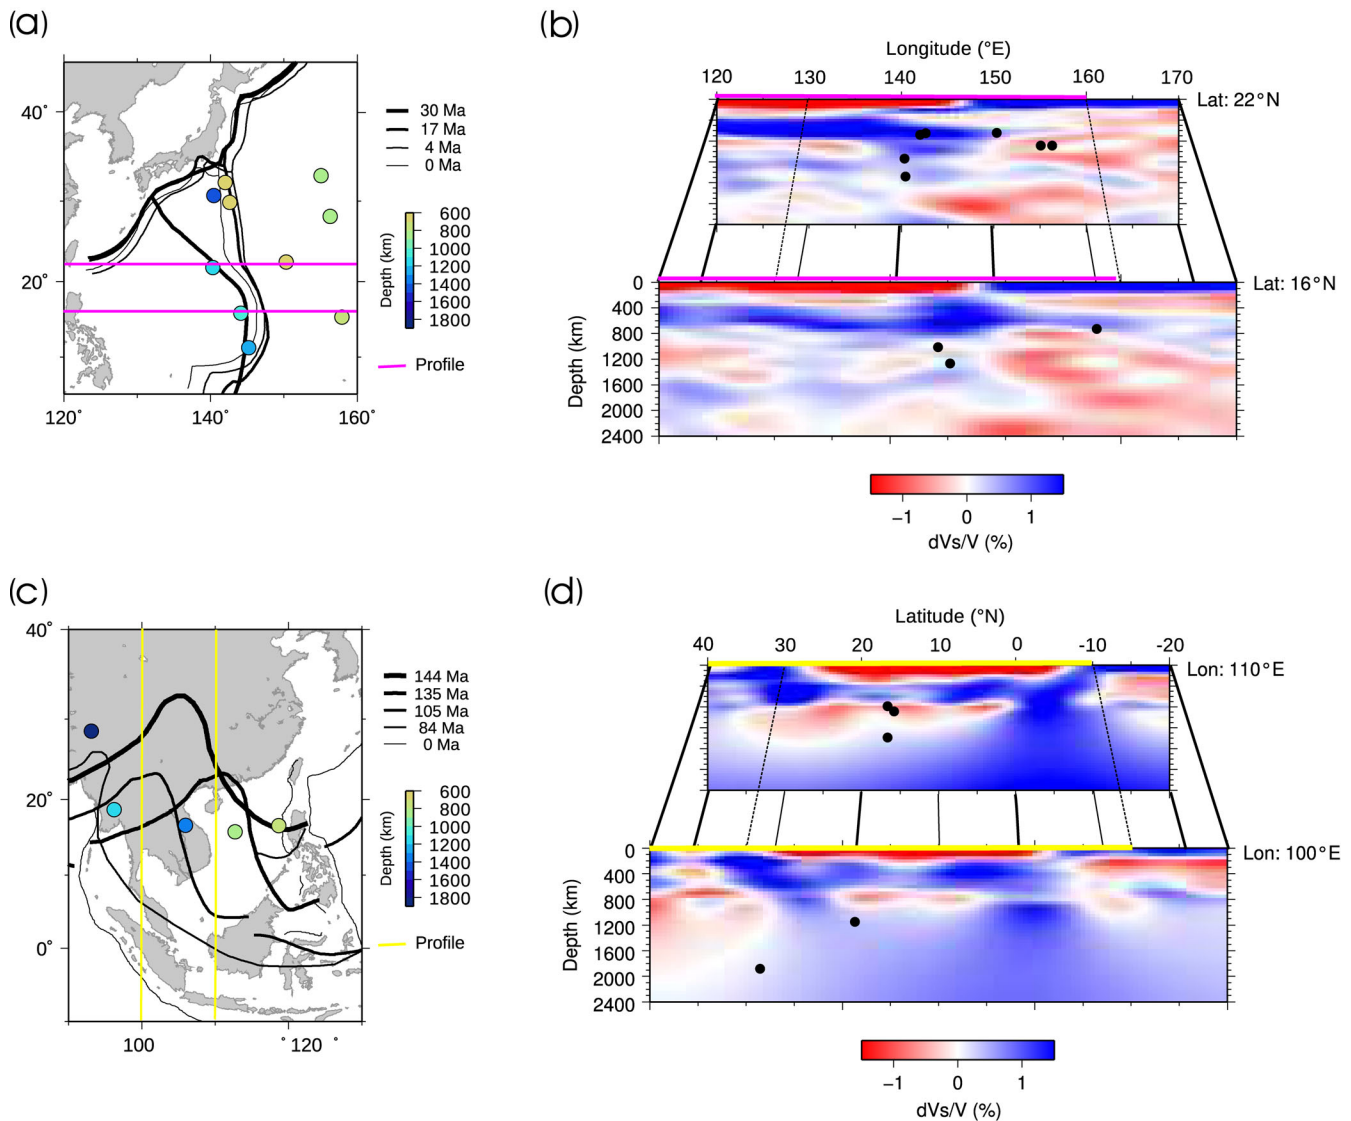 (a)
40°
20°
120°
140°
160°
30 Ma
17 Ma
4 Ma
0 Ma
Depth (km)
600
800
1000
1200
1400
1600
1800
Profile
(b)
Longitude (°E)
120 130 140 150 160 170
Lat: 22°N
Lat: 16°N
Depth (km)
0
400
800
1200
1600
2000
2400
−1 0 1
dVs/V (%)
(c)
40°
20°
0°
100 ° 120 °
144 Ma
135 Ma
105 Ma
84 Ma
0 Ma
Depth (km)
600
800
1000
1200
1400
1600
1800
Profile
(d)
Latitude (°N)
40 30 20 10 0 -10 -20
Lon: 110°E
Lon: 100°E
Depth (km)
0
400
800
1200
1600
2000
2400
−1 0 1
dVs/V (%)